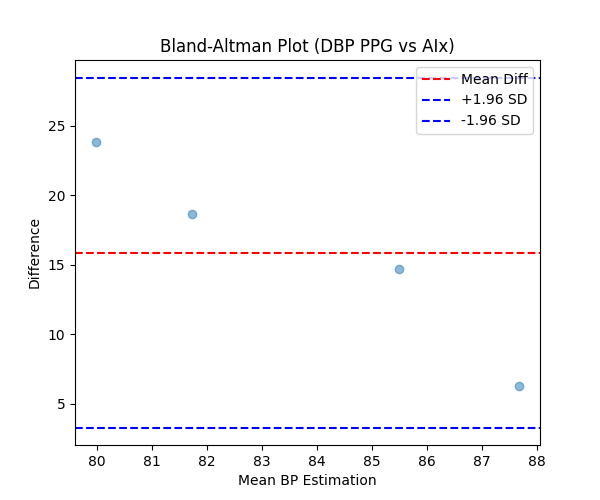 Bland-Altman Plot (DBP PPG vs AIx)
Mean Diff
+1.96 SD
-1.96 SD
Difference
25
20
15
10
5
80 81 82 83 84 85 86 87 88
Mean BP Estimation